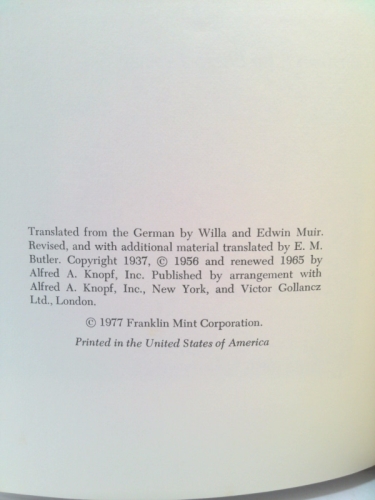 Translated from the German by Willa and Edwin Muir.
Revised, and with additional material translated by E. M.
Butler. Copyright 1937, © 1956 and renewed 1965 by
Alfred A. Knopf, Inc. Published by arrangement with
Alfred A. Knopf, Inc., New York, and Victor Gollancz
Ltd., London.
© 1977 Franklin Mint Corporation.
Printed in the United States of America